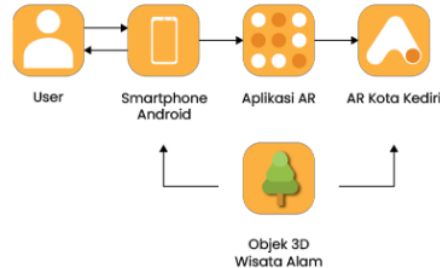 User
Smartphone
Android
Aplikasi AR
AR Kota Kediri
Objek 3D
Wisata Alam